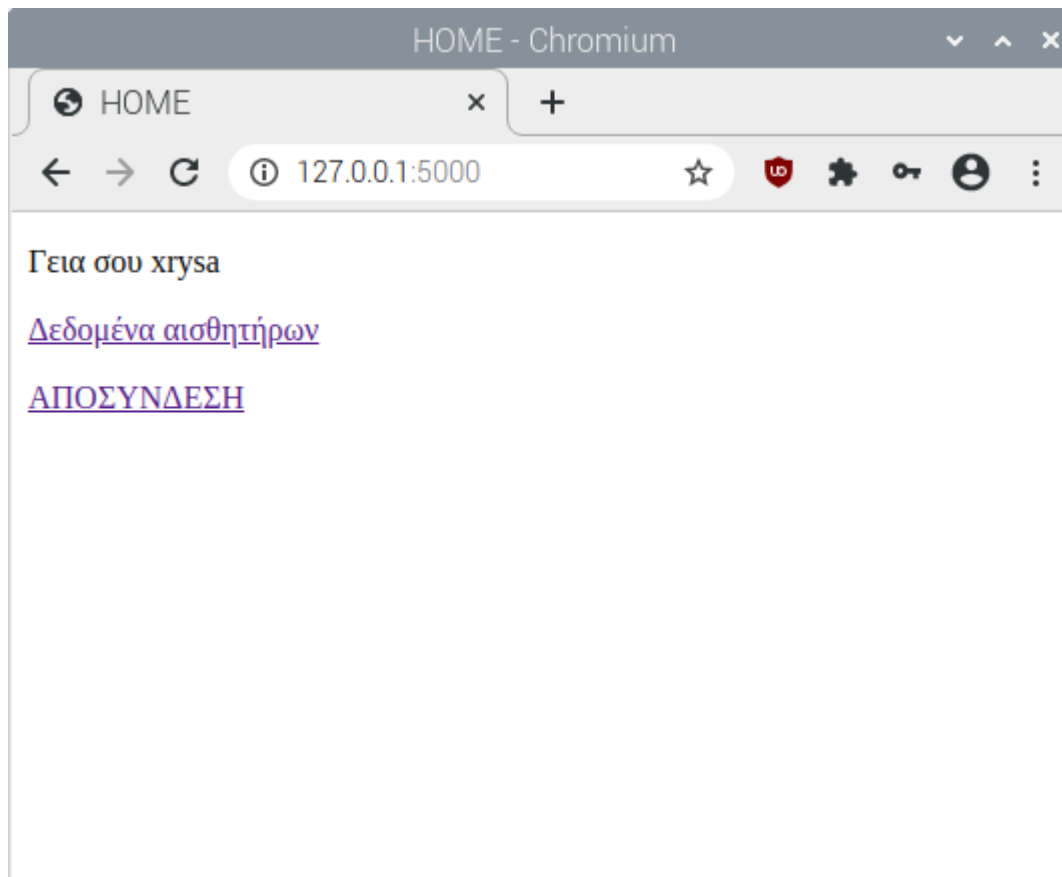 HOME - Chromium
HOME
127.0.0.1:5000
Γεια σου xrysa
Δεδομένα αισθητήρων
ΑΠΟΣΥΝΔΕΣΗ